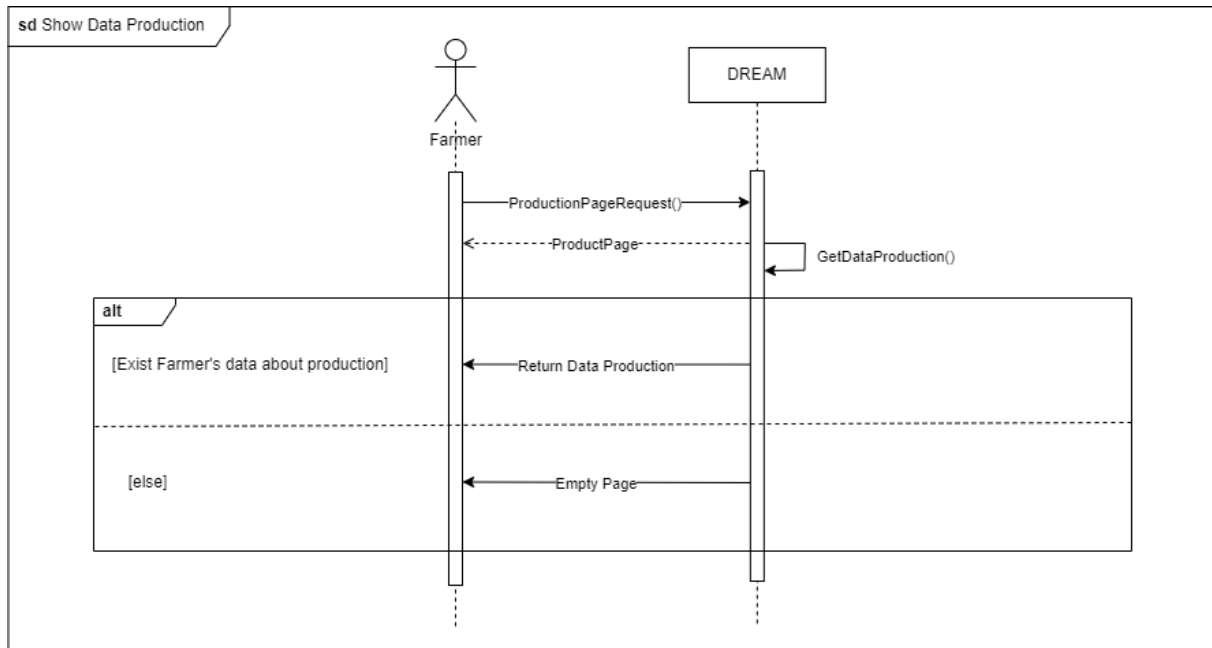 sd Show Data Production
DREAM
Farmer
ProductionPageRequest()
ProductPage
GetDataProduction()
alt
[Exist Farmer's data about production]
Return Data Production
[else]
Empty Page